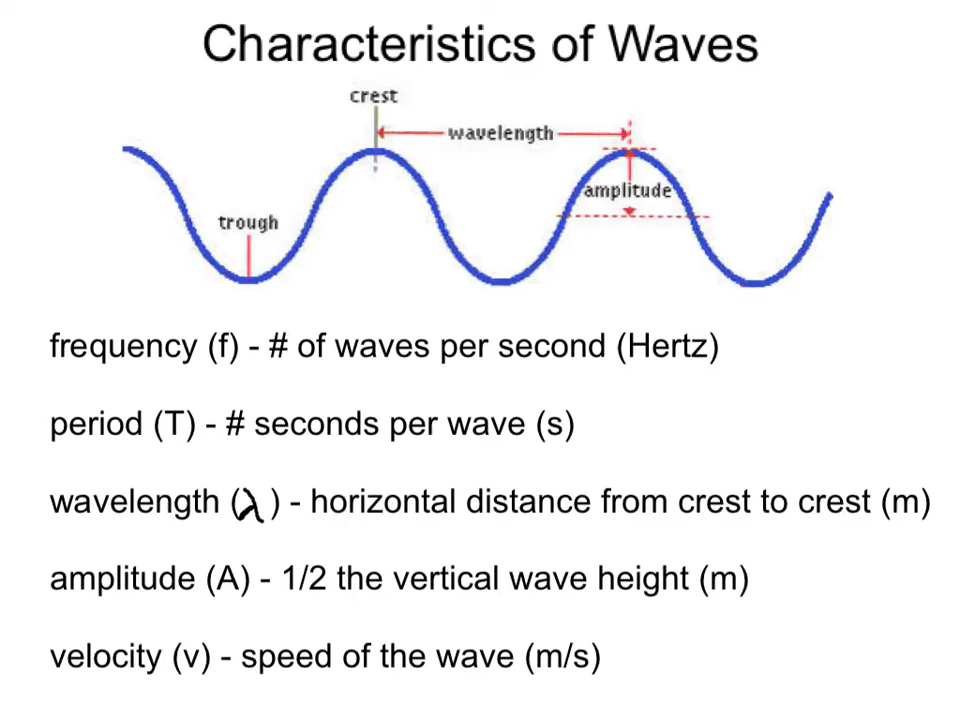 Characteristics of Waves
crest
wavelength
amplitude
trough
frequency (f) - # of waves per second (Hertz)
period (T) - # seconds per wave (s)
wavelength (λ) - horizontal distance from crest to crest (m)
amplitude (A) - 1/2 the vertical wave height (m)
velocity (v) - speed of the wave (m/s)